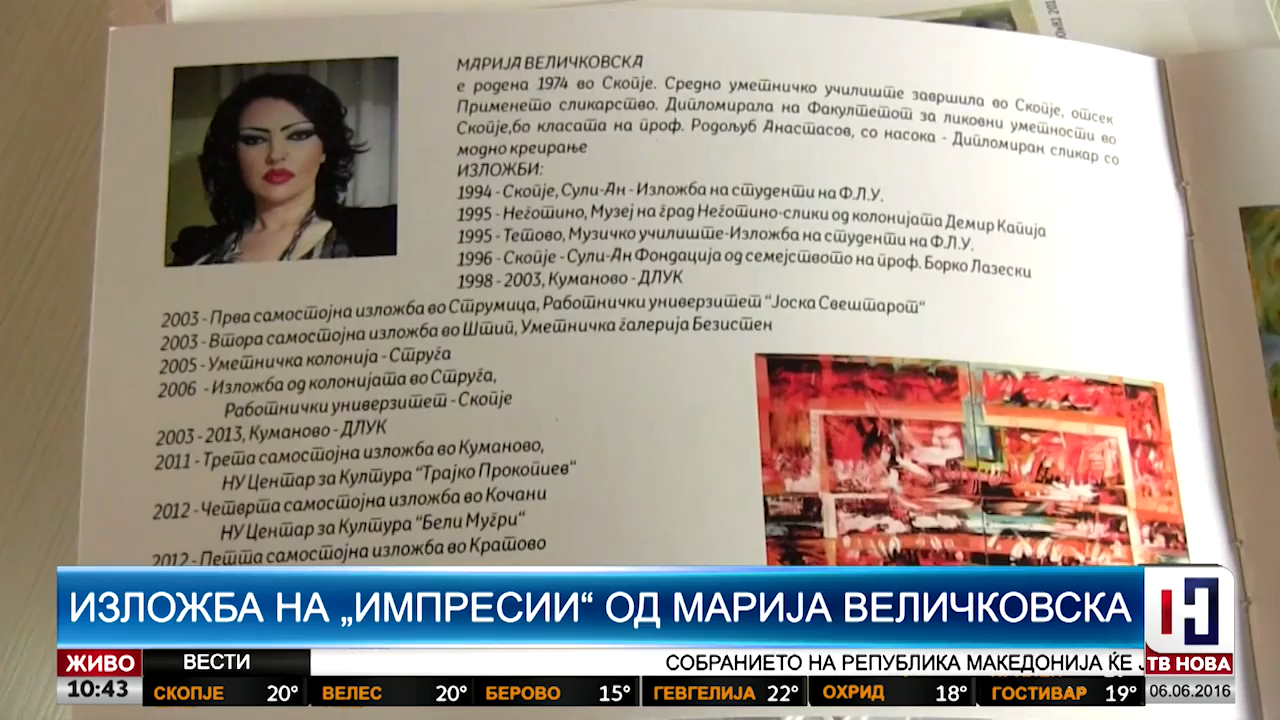 МАРИЈА ВЕЛИЧКОВСКА
е родена 1974 во Скопје. Средно уметничко училиште завршила во Скопје, отсек
Применето сликарство. Дипломирала на Факултетот за ликовни уметности во
Скопје,бо класата на проф. Родољуб Анастасов, со насока - Дипломиран сликар со
модно креирање
ИЗЛОЖБИ:
1994 - Скопје, Сули-Ан - Изложба на студенти на Ф.Л.У.
1995 - Неготино, Музеј на град Неготино-слики од колонијата Демир Капија
1995 - Тетово, Музичко училиште-Изложба на студенти на Ф.Л.У.
1996 - Скопје - Сули-Ан Фондација од семејството на проф. Борко Лазески
1998 - 2003, Куманово - ДЛУК
2003 - Прва самостојна изложба во Струмица, Работнички универзитет "Јоска Свештарот"
2003 - Втора самостојна изложба во Штип, Уметничка галерија Безистен
2005 - Уметничка колонија - Струга
2006 - Изложба од колонијата во Струга,
Работнички универзитет - Скопје
2003 - 2013, Куманово - ДЛУК
2011 - Трета самостојна изложба во Куманово,
НУ Центар за Култура "Трајко Прокопиев"
2012 - Четврта самостојна изложба во Кочани
НУ Центар за Култура "Бели Мугри"
2012 - Петта самостојна изложба во Кратово
ИЗЛОЖБА НА „ИМПРЕСИИ“ ОД МАРИЈА ВЕЛИЧКОВСКА
ЖИВО ВЕСТИ СОБРАНИЕТО НА РЕПУБЛИКА МАКЕДОНИЈА ЌЕ ТВ НОВА
10:43 СКОПЈЕ 20° ВЕЛЕС 20° БЕРОВО 15° ГЕВГЕЛИЈА 22° ОХРИД 18° ГОСТИВАР 19° 06.06.2016